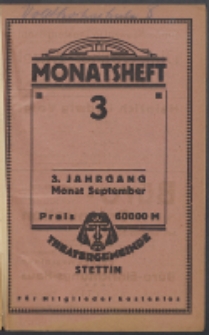 MONATSHEFT
3
3. JAHRGANG
Monat September
Preis 60000 M
THEATERGEMEINDE
STETTIN
Für Mitglieder kostenlos